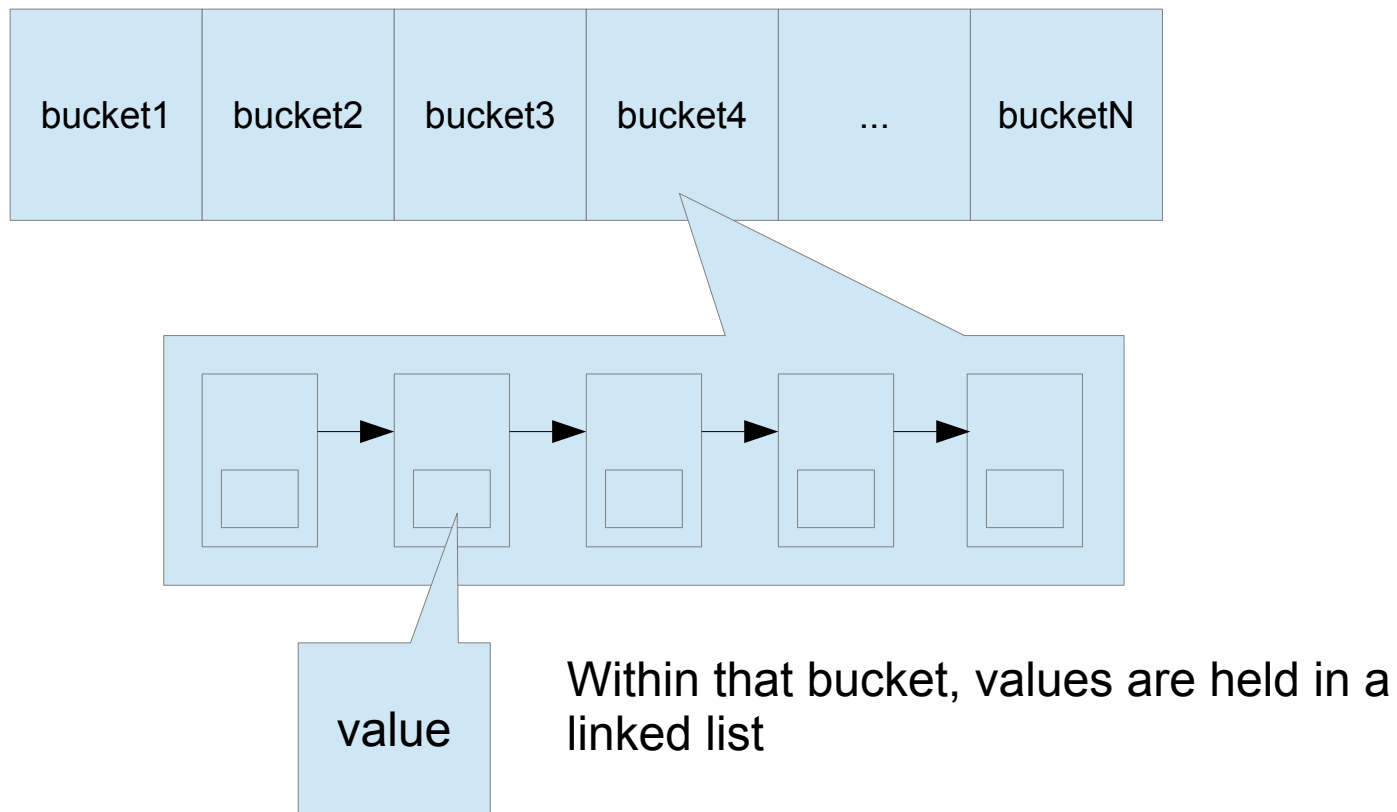 bucket1 bucket2 bucket3 bucket4 ... bucketN
value
Within that bucket, values are held in a
linked list